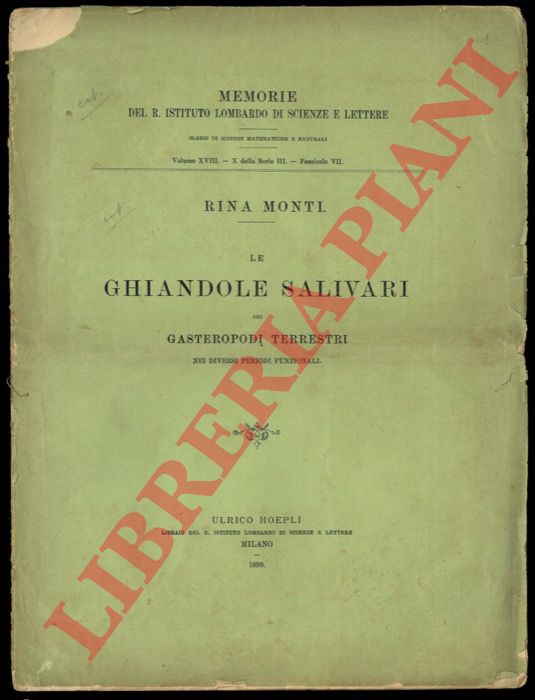 MEMORIE
DEL R. ISTITUTO LOMBARDO DI SCIENZE E LETTERE
CLASSE DI SCIENZE MATEMATICHE E NATURALI
Volume XVIII. — X della Serie III. — Fascicolo VII.
RINA MONTI.
LE
GHIANDOLE SALIVARI
DEI
GASTEROPODI TERRESTRI
NEI DIVERSI PERIODI FUNZIONALI.
ULRICO HOEPLI
LIBRAIO DEL R. ISTITUTO LOMBARDO DI SCIENZE E LETTERE
MILANO
—
1899.
LIBRERIA PIANI